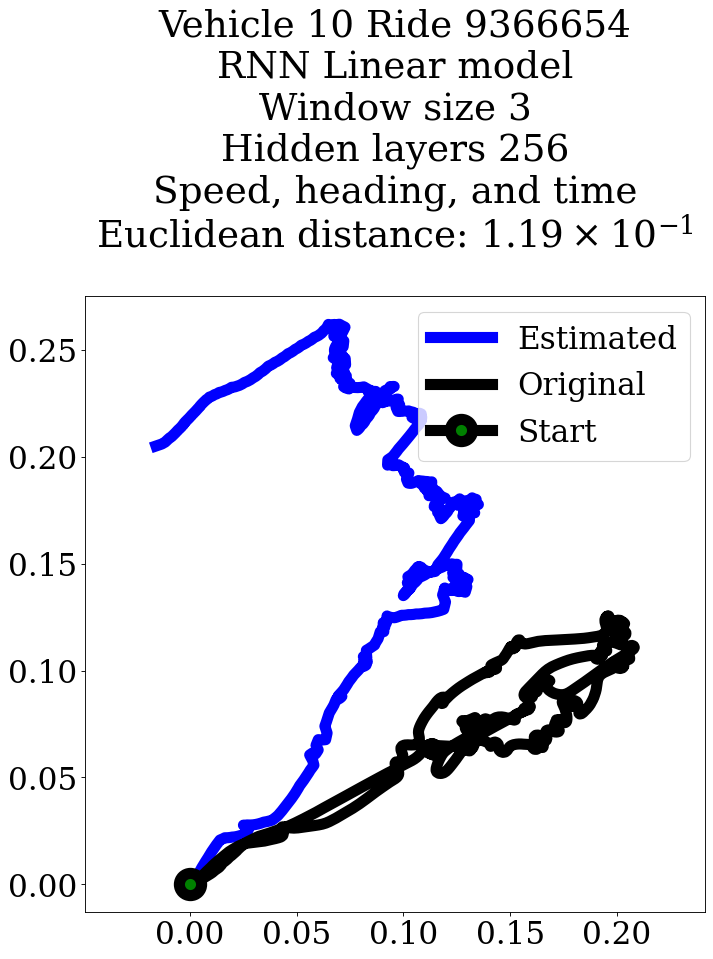 Vehicle 10 Ride 9366654
RNN Linear model
Window size 3
Hidden layers 256
Speed, heading, and time
Euclidean distance: 1.19 × 10⁻¹
Estimated
Original
Start
0.25
0.20
0.15
0.10
0.05
0.00
0.00 0.05 0.10 0.15 0.20